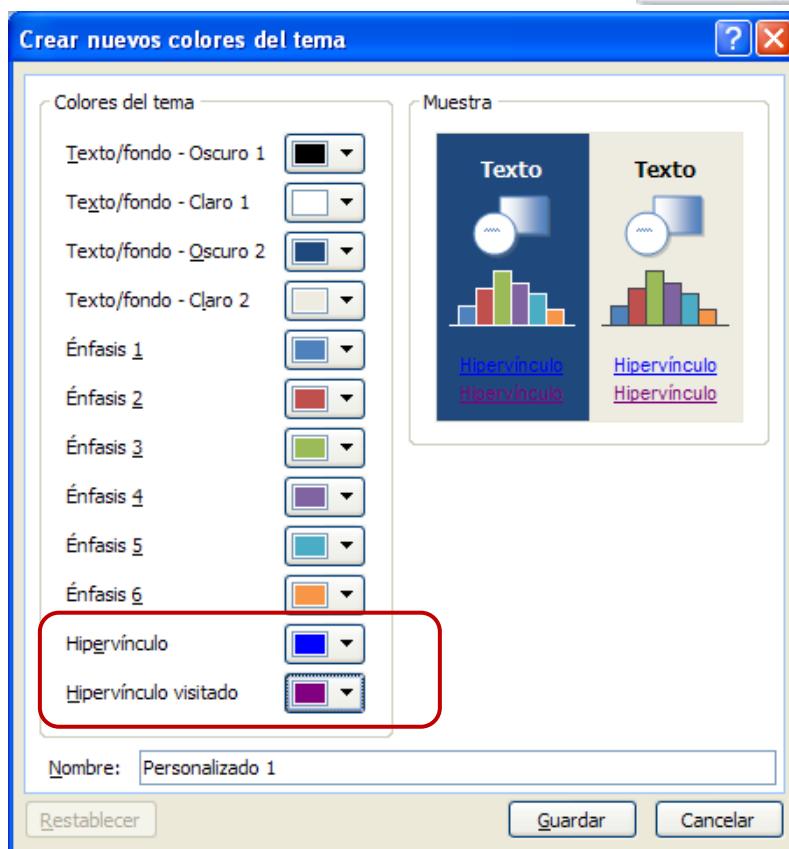 Crear nuevos colores del tema
Colores del tema
Texto/fondo - Oscuro 1
Texto/fondo - Claro 1
Texto/fondo - Oscuro 2
Texto/fondo - Claro 2
Énfasis 1
Énfasis 2
Énfasis 3
Énfasis 4
Énfasis 5
Énfasis 6
Hipervínculo
Hipervínculo visitado
Muestra
Texto
Hipervínculo
Hipervínculo
Texto
Hipervínculo
Hipervínculo
Nombre: Personalizado 1
Restablecer
Guardar
Cancelar